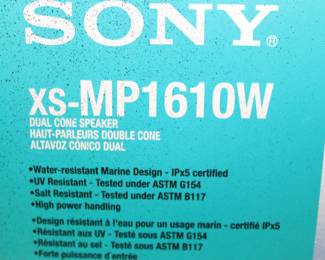 SONY®
XS-MP1610W
DUAL CONE SPEAKER
HAUT-PARLEURS DOUBLE CONE
ALTAVOZ CÓNICO DUAL
•Water-resistant Marine Design - IPx5 certified
•UV Resistant - Tested under ASTM G154
•Salt Resistant - Tested under ASTM B117
•High power handling
•Design résistant à l'eau pour un usage marin - certifié IPx5
•Résistant aux UV - Testé sous ASTM G154
•Résistant au sel - Testé sous ASTM B117
•Forte puissance d'entrée